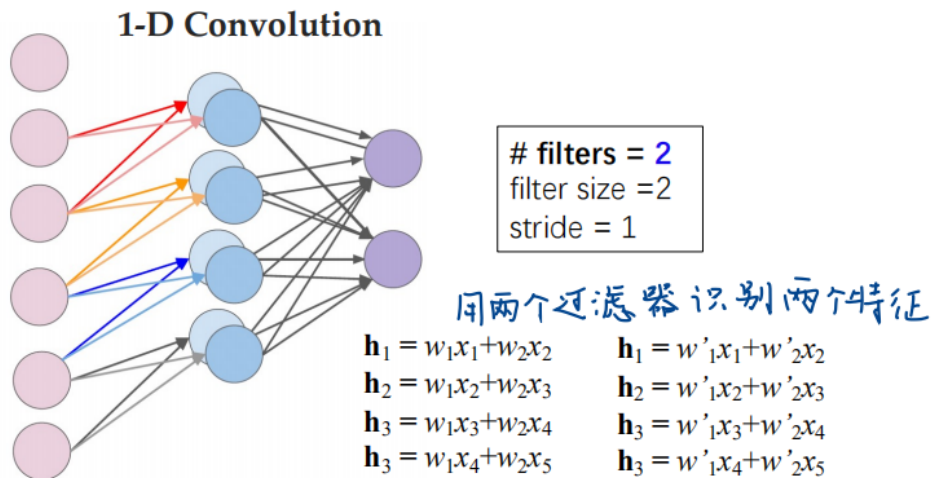 1-D Convolution
# filters = 2
filter size =2
stride = 1
用两个过滤器识别两个特征
h₁ = w₁x₁+w₂x₂
h₂ = w₁x₂+w₂x₃
h₃ = w₁x₃+w₂x₄
h₃ = w₁x₄+w₂x₅
h₁ = w'₁x₁+w'₂x₂
h₂ = w'₁x₂+w'₂x₃
h₃ = w'₁x₃+w'₂x₄
h₃ = w'₁x₄+w'₂x₅